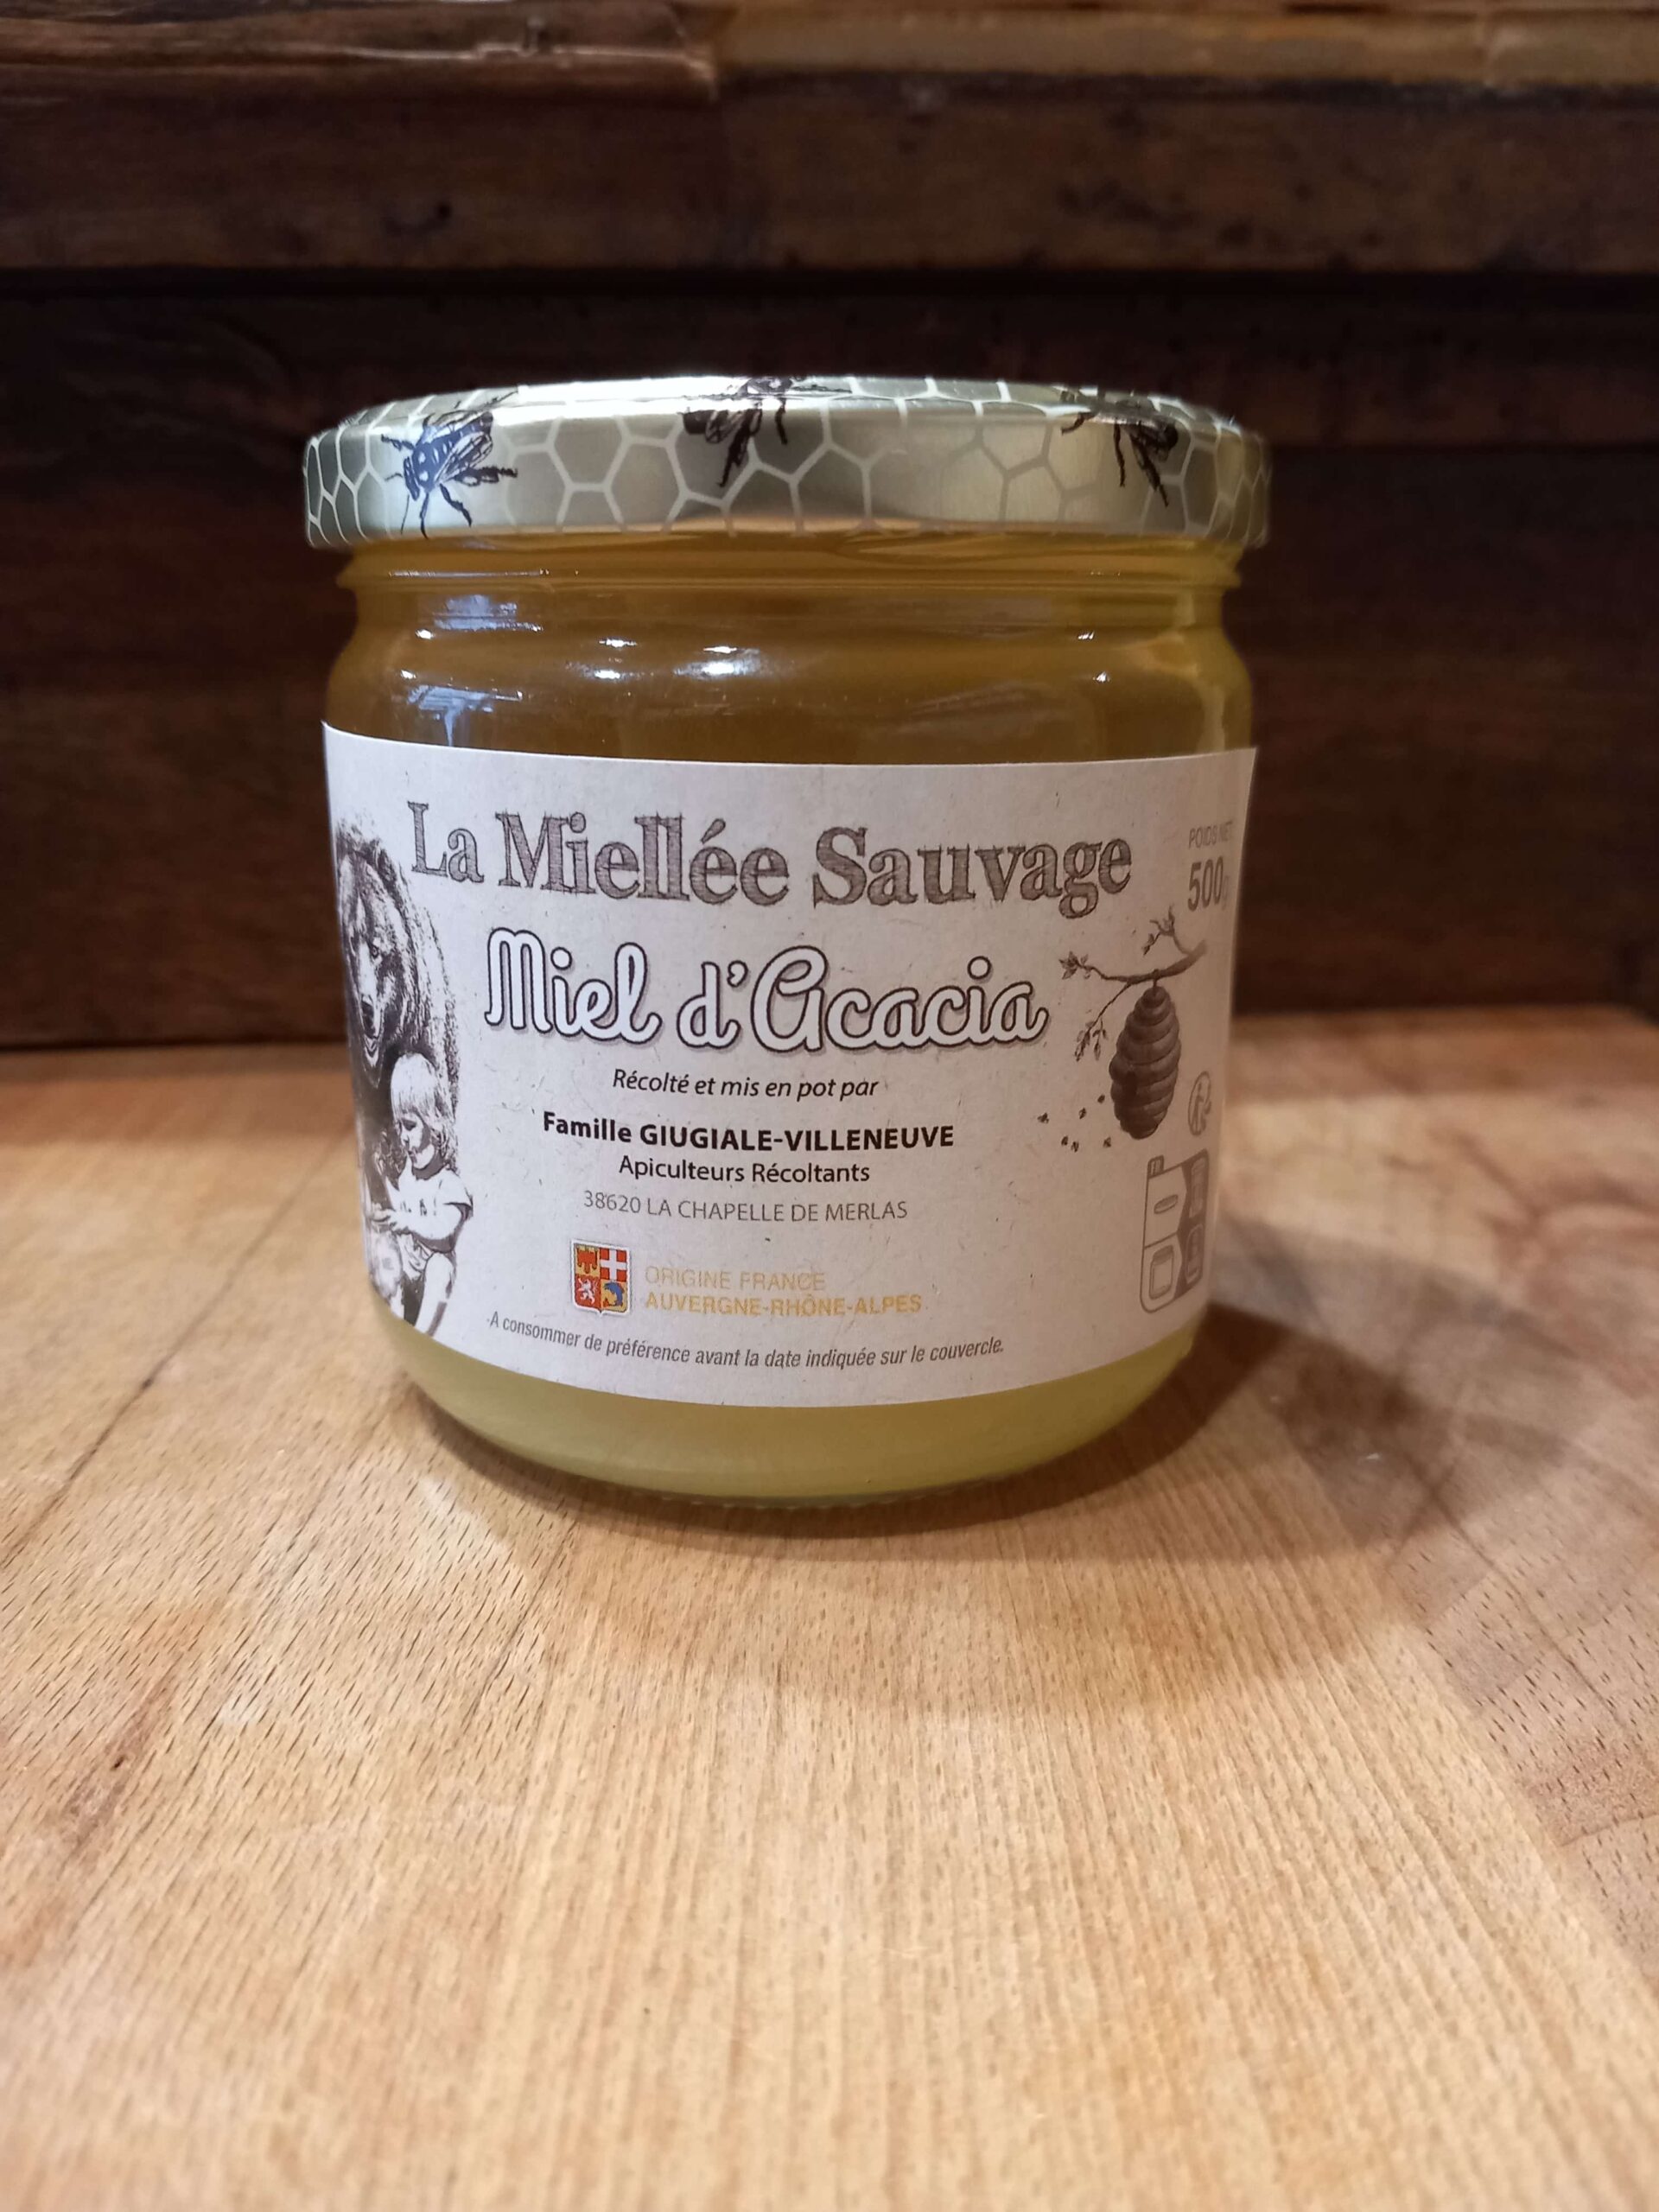 La Miellée Sauvage
POIDS NET
500g
Miel d'Acacia
Récolté et mis en pot par
Famille GIUGIALE-VILLENEUVE
Apiculteurs Récoltants
38620 LA CHAPELLE DE MERLAS
ORIGINE FRANCE
AUVERGNE-RHÔNE-ALPES
A consommer de préférence avant la date indiquée sur le couvercle.